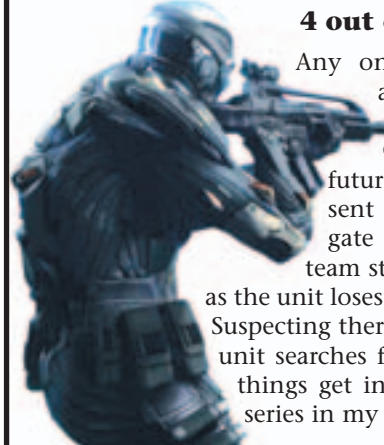 4 out
Any on
a
futur
sent
gate
team st
as the unit loses
Suspecting ther
unit searches f
things get in
series in my